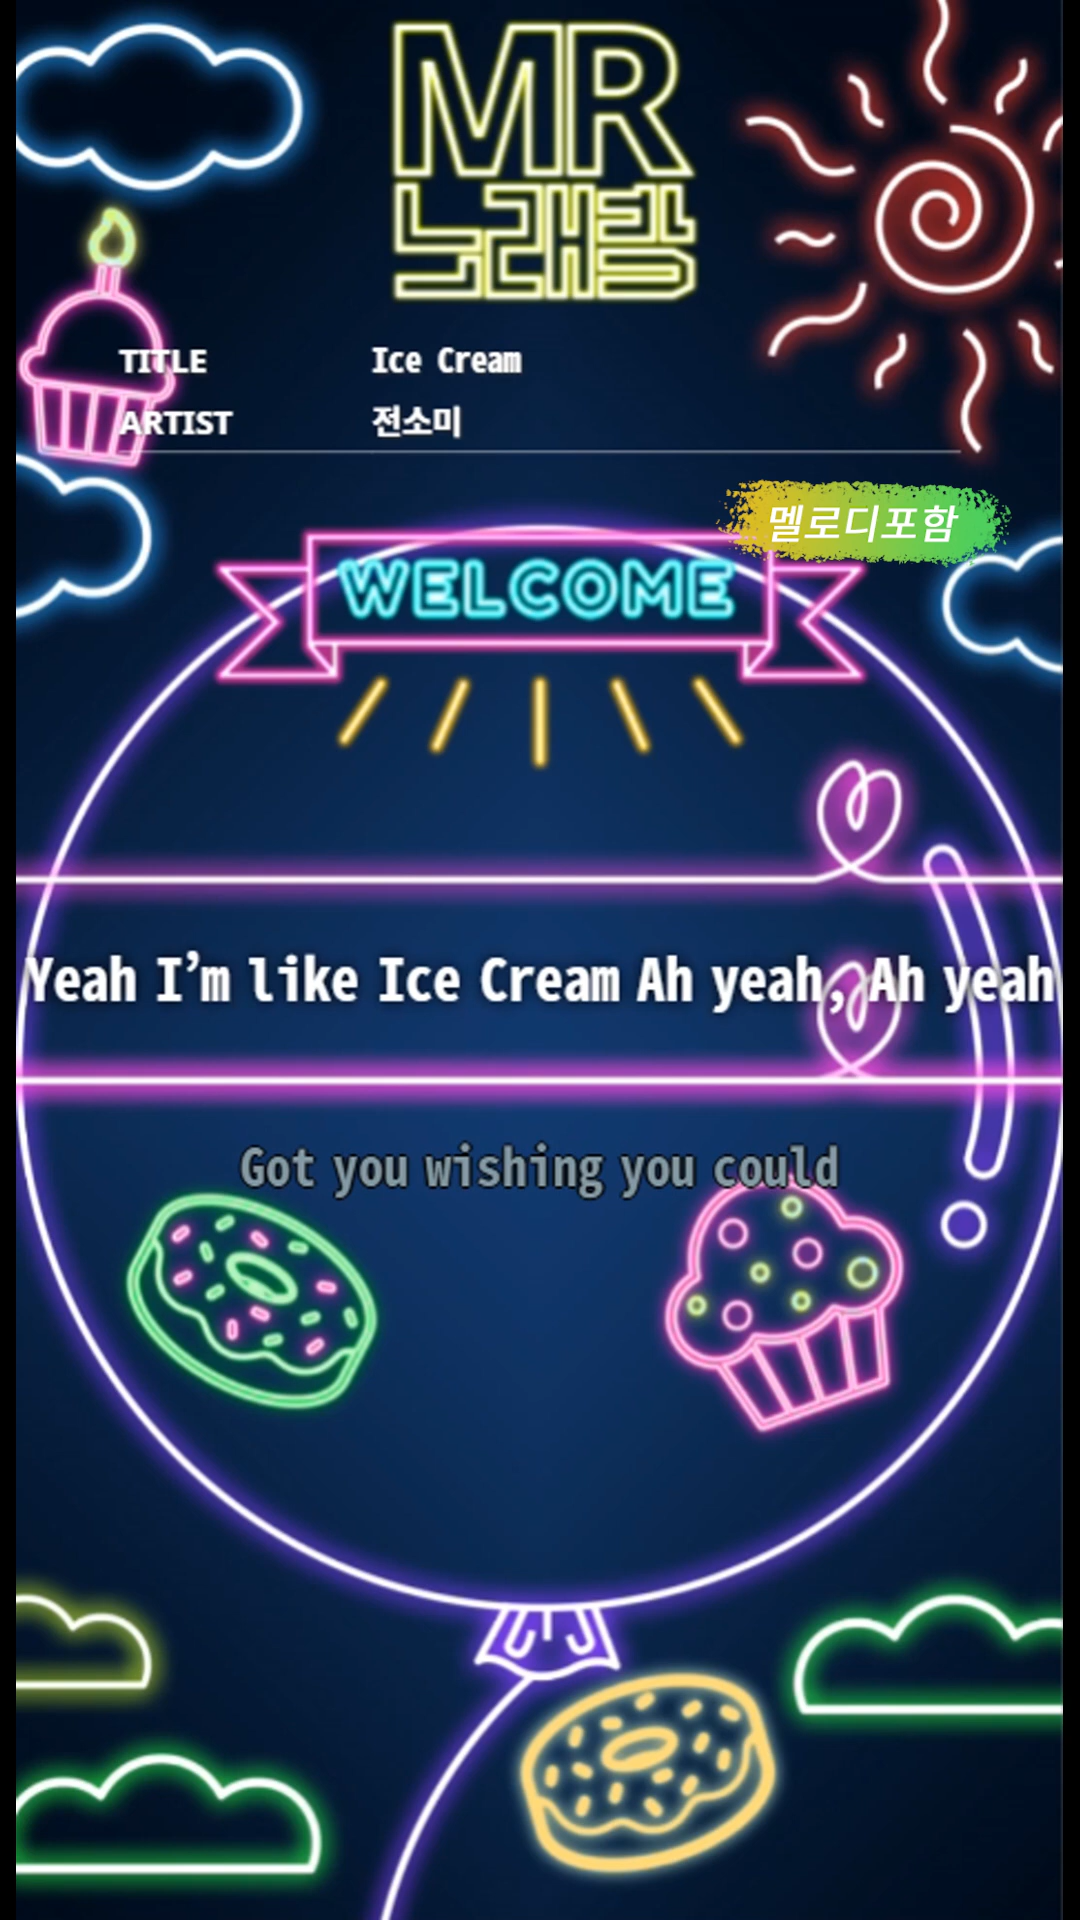 MR
노래방
TITLE Ice Cream
ARTIST 전소미
멜로디포함
WELCOME
Yeah I’m like Ice Cream Ah yeah, Ah yeah
Got you wishing you could